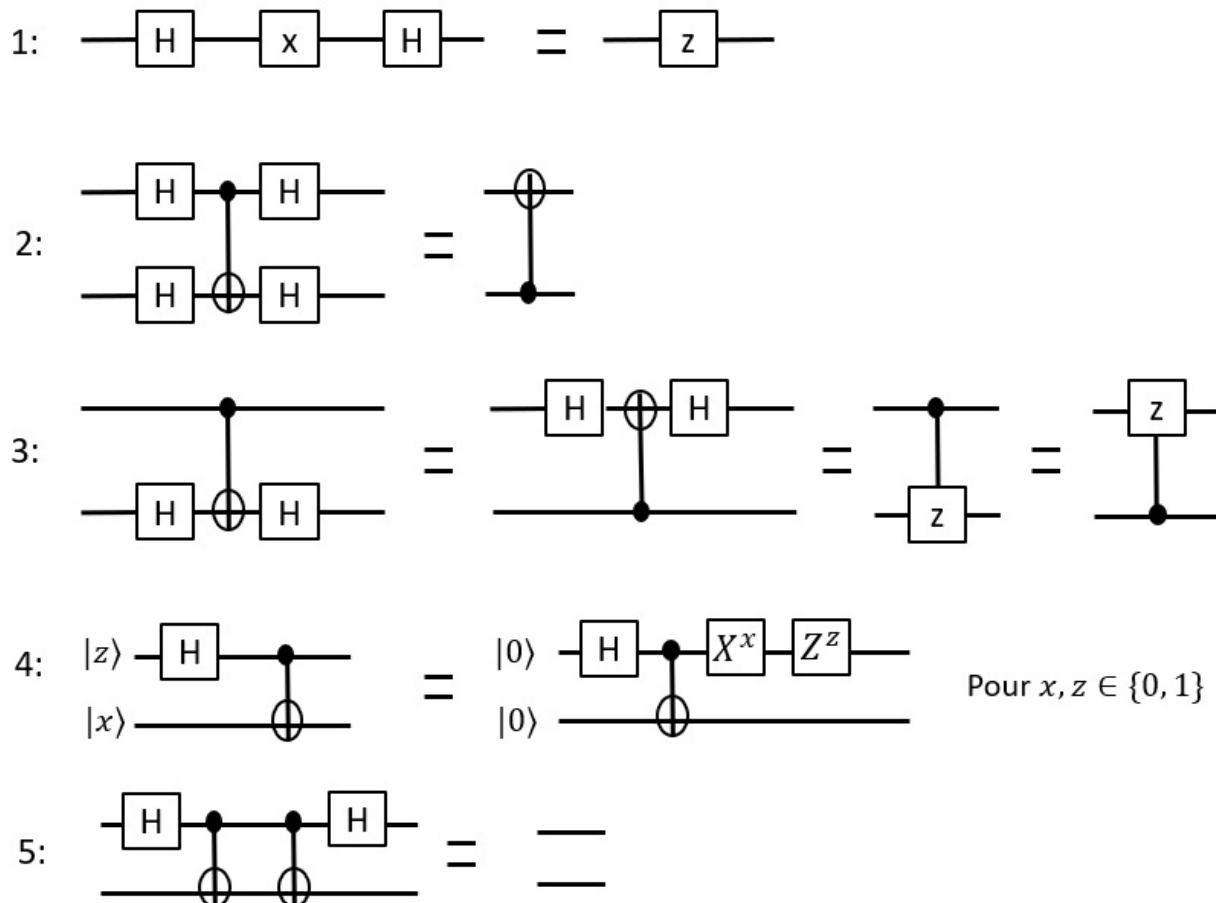 1: H x H = z
2: H H = 
H H
3: H H = H H = z = z
4: |z⟩ H = |0⟩ H X^x Z^z
|x⟩ |0⟩
Pour x, z ∈ {0, 1}
5: H H =